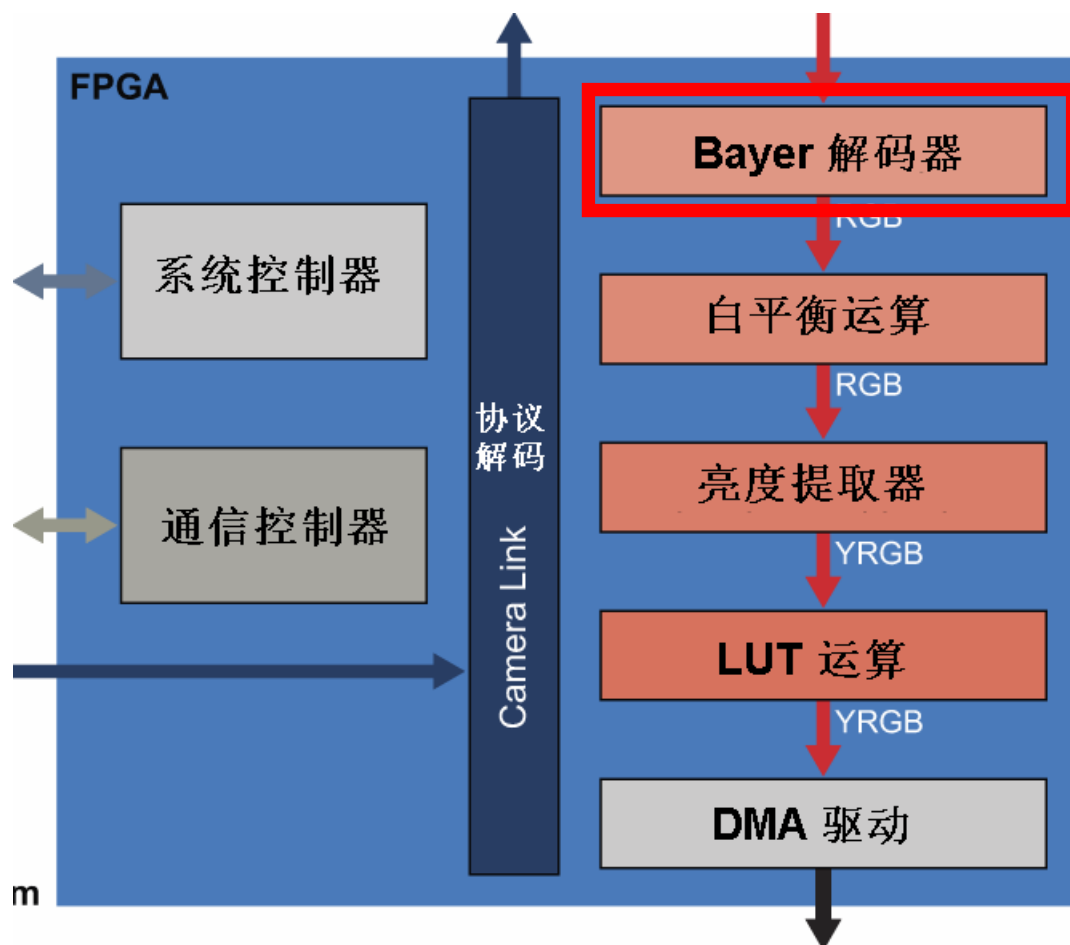 FPGA
Bayer 解码器
RGB
系统控制器
白平衡运算
RGB
协议
解码
Camera Link
亮度提取器
通信控制器
YRGB
LUT 运算
YRGB
DMA 驱动
m